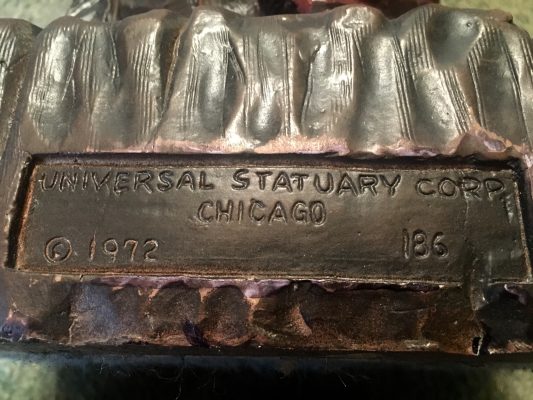 UNIVERSAL STATUARY CORP.
CHICAGO
© 1972 186